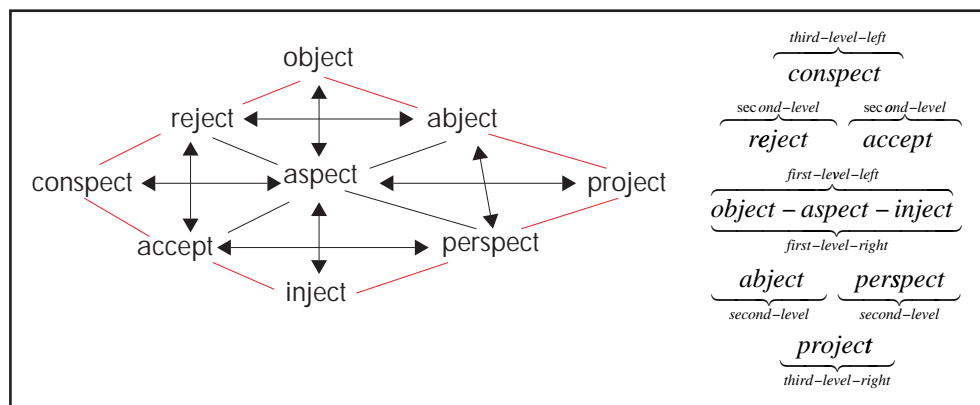 object
reject abject
conspect aspect project
accept perspect
inject
third–level–left
conspect
second–level second–level
reject accept
first–level–left
object – aspect – inject
first–level–right
abject perspect
second–level second–level
project
third–level–right